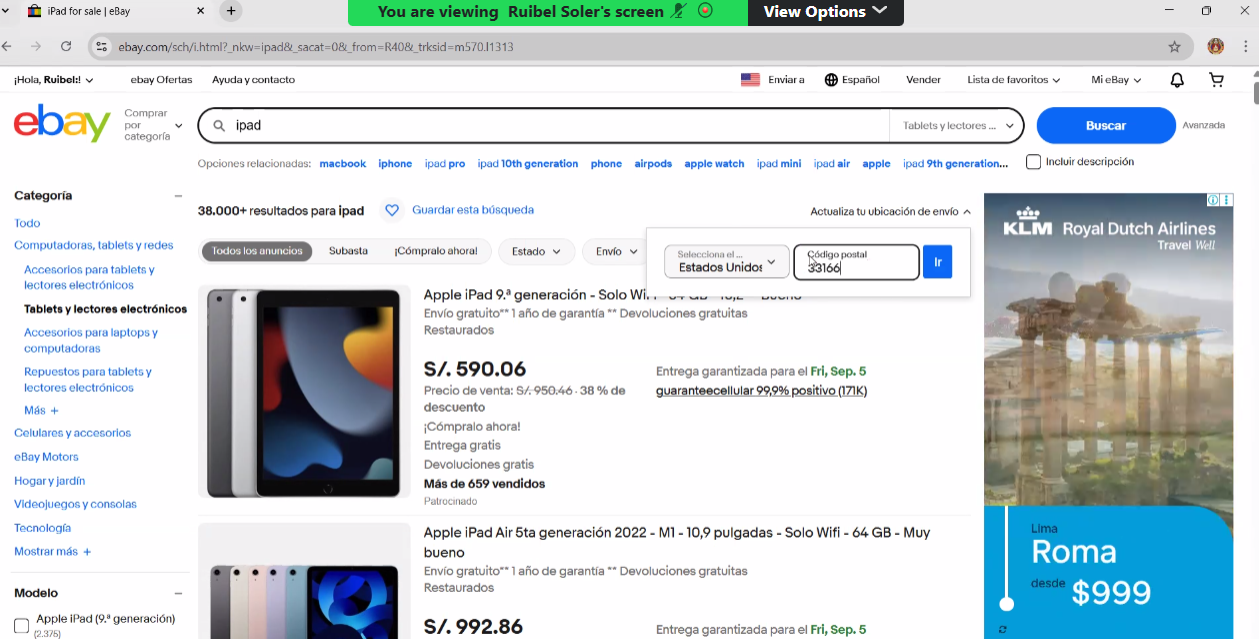 iPad for sale | eBay
You are viewing Ruibel Soler's screen
View Options
ebay.com/sch/i.html?_nkw=ipad&_sacat=0&_from=R40&_trksid=m570.l1313
¡Hola, Ruibel:!
ebay Ofertas
Ayuda y contacto
Enviar a
Español
Vender
Lista de favoritos
Mi eBay
ebay
Comprar
por
categoría
ipad
Tablets y lectores ...
Buscar
Avanzada
Opciones relacionadas: macbook iphone ipad pro ipad 10th generation phone airpods apple watch ipad mini ipad air apple ipad 9th generation...
Incluir descripción
Categoría
Todo
Computadoras, tablets y redes
Accesorios para tablets y
lectores electrónicos
Tablets y lectores electrónicos
Accesorios para laptops y
computadoras
Repuestos para tablets y
lectores electrónicos
Más +
Celulares y accesorios
eBay Motors
Hogar y jardín
Videojuegos y consolas
Tecnología
Mostrar más +
Modelo
Apple iPad (9.ª generación)
(2.375)
38.000+ resultados para ipad
Guardar esta búsqueda
Actualiza tu ubicación de envío
Todos los anuncios
Subasta
¡Cómpralo ahora!
Estado
Envío
Selecciona el ...
Estados Unidos
Código postal
33166
Ir
Apple iPad 9.ª generación - Solo
Envío gratuito** 1 año de garantía ** Devoluciones gratuitas
Restaurados
S/. 590.06
Precio de venta: S/. 950.46 · 38 % de
descuento
¡Cómpralo ahora!
Entrega gratis
Devoluciones gratis
Más de 659 vendidos
Patrocinado
Entrega garantizada para el Fri, Sep. 5
guaranteecellular 99,9% positivo (171K)
Apple iPad Air 5ta generación 2022 - M1 - 10,9 pulgadas - Solo Wifi - 64 GB - Muy
bueno
Envío gratuito** 1 año de garantía ** Devoluciones gratuitas
Restaurados
S/. 992.86
Entrega garantizada para el Fri, Sep. 5
KLM
Royal Dutch Airlines
Travel Well
Lima
Roma
desde
$999